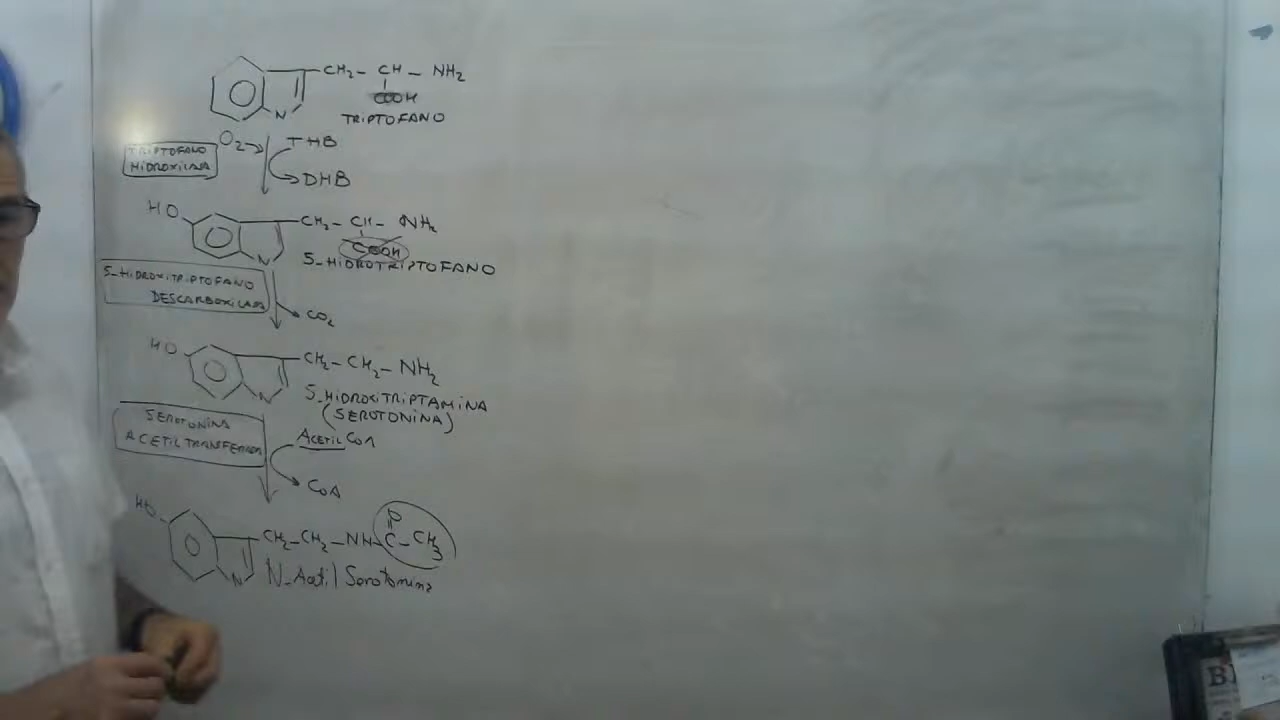 CH2- CH - NH2
COOH
N
TRIPTOFANO
TRIPTOFANO
HIDROXILASA
O2
THB
DHB
HO
CH2- CH- NH2
COOH
N
5-HIDROTRIPTOFANO
5-HIDROXITRIPTOFANO
DESCARBOXILASA
CO2
HO
CH2- CH2- NH2
N
5-HIDROXITRIPTAMINA
(SEROTONINA)
SEROTONINA
ACETIL TRANSFERASA
ACETIL CoA
CoA
HO
CH2-CH2-NH-C-CH3
N
N-Acetil Serotonina
B